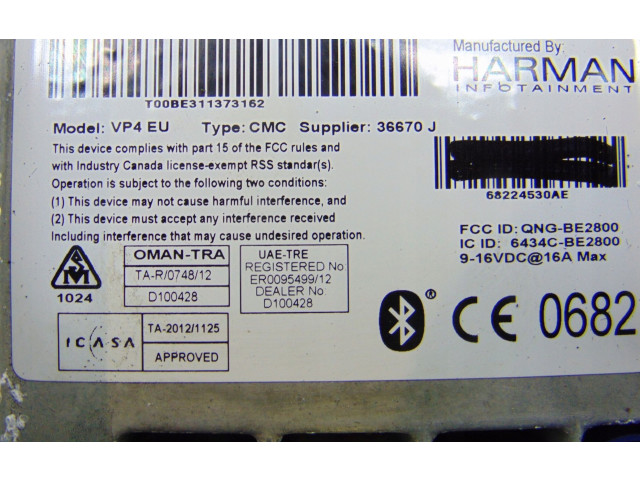 Manufactured By:
HARMAN
INFOTAINMENT
T00BE311373162
Model: VP4 EU Type: CMC Supplier: 36670 J
This device complies with part 15 of the FCC rules and
with Industry Canada license-exempt RSS standar(s).
Operation is subject to the following two conditions:
(1) This device may not cause harmful interference, and
(2) This device must accept any interference received
Including interference that may cause undesired operation.
68224530AE
FCC ID: QNG-BE2800
IC ID: 6434C-BE2800
9-16VDC@16A Max
SM
1024
OMAN-TRA
TA-R/0748/12
D100428
UAE-TRE
REGISTERED No
ER0095499/12
DEALER No
D100428
ICASA
TA-2012/1125
APPROVED
® CE 0682